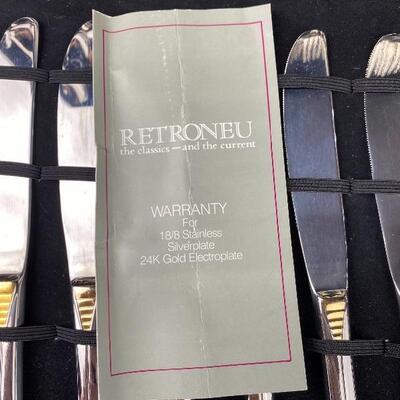 RETRONEU
the classics — and the current
WARRANTY
For
18/8 Stainless
Silverplate
24K Gold Electroplate